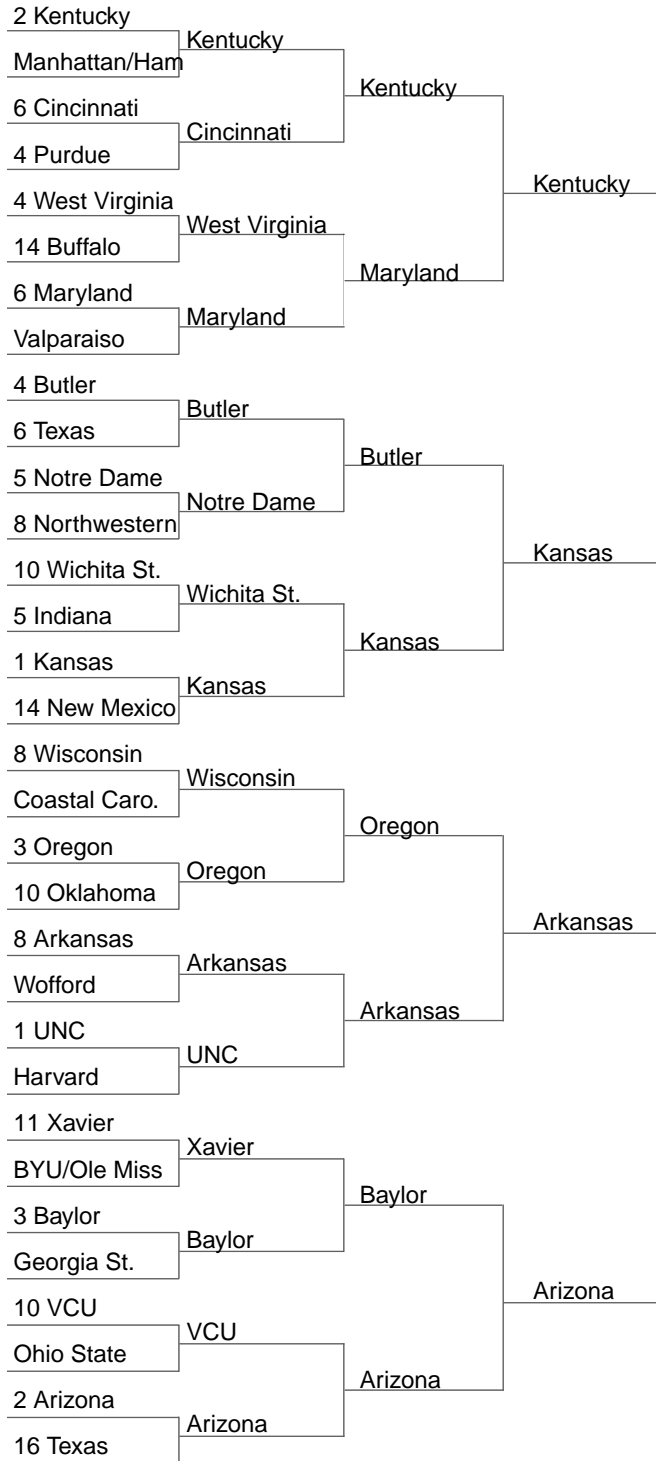 2 Kentucky
Manhattan/Ham
6 Cincinnati
4 Purdue
4 West Virginia
14 Buffalo
6 Maryland
Valparaiso
4 Butler
6 Texas
5 Notre Dame
8 Northwestern
10 Wichita St.
5 Indiana
1 Kansas
14 New Mexico
8 Wisconsin
Coastal Caro.
3 Oregon
10 Oklahoma
8 Arkansas
Wofford
1 UNC
Harvard
11 Xavier
BYU/Ole Miss
3 Baylor
Georgia St.
10 VCU
Ohio State
2 Arizona
16 Texas
Kentucky
Cincinnati
West Virginia
Maryland
Butler
Notre Dame
Wichita St.
Kansas
Wisconsin
Oregon
Arkansas
UNC
Xavier
Baylor
VCU
Arizona
Kentucky
Maryland
Butler
Kansas
Oregon
Arkansas
Baylor
Arizona
Kentucky
Kansas
Arkansas
Arizona